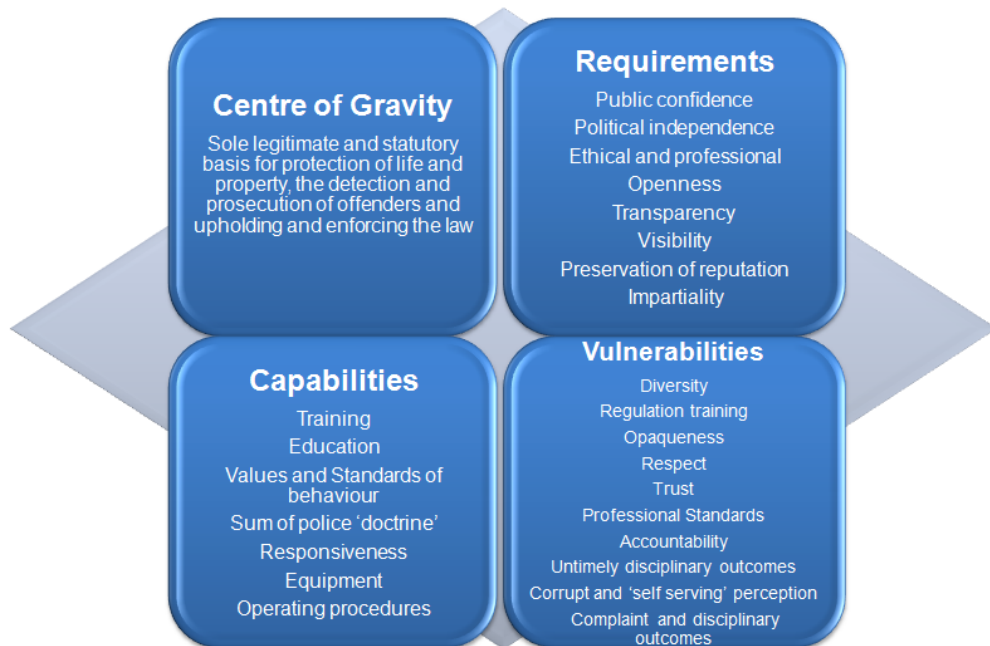 Centre of Gravity
Sole legitimate and statutory
basis for protection of life and
property, the detection and
prosecution of offenders and
upholding and enforcing the law
Requirements
Public confidence
Political independence
Ethical and professional
Openness
Transparency
Visibility
Preservation of reputation
Impartiality
Capabilities
Training
Education
Values and Standards of
behaviour
Sum of police ‘doctrine’
Responsiveness
Equipment
Operating procedures
Vulnerabilities
Diversity
Regulation training
Opaqueness
Respect
Trust
Professional Standards
Accountability
Untimely disciplinary outcomes
Corrupt and ‘self serving’ perception
Complaint and disciplinary
outcomes